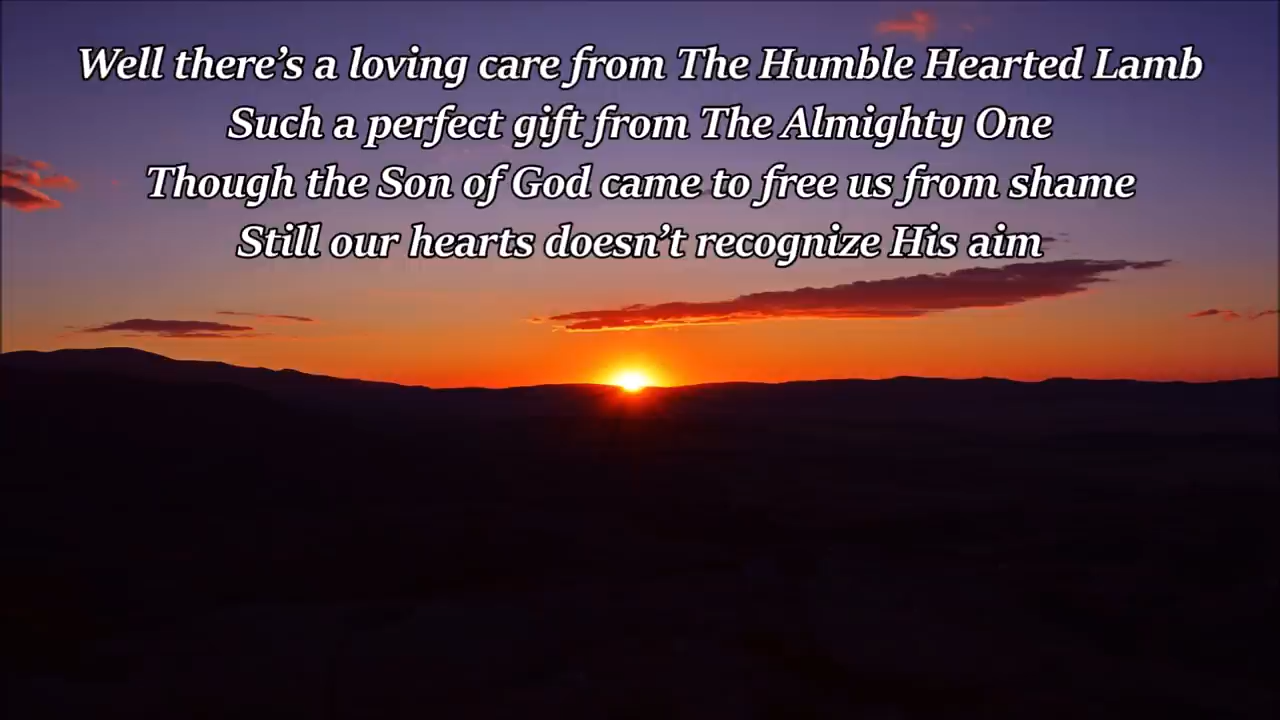 Well there’s a loving care from The Humble Hearted Lamb
Such a perfect gift from The Almighty One
Though the Son of God came to free us from shame
Still our hearts doesn’t recognize His aim